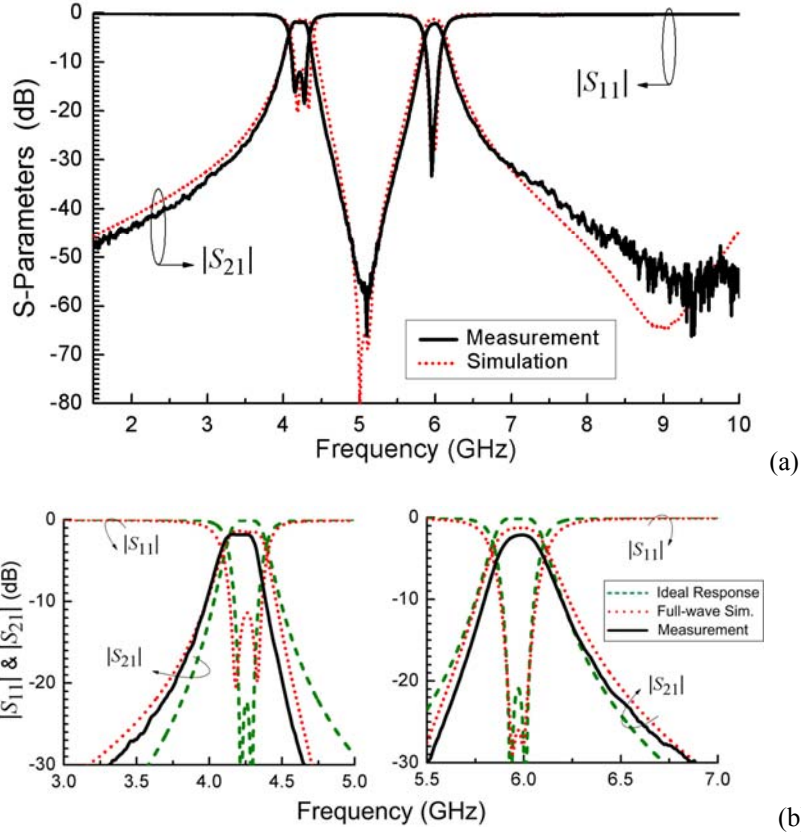 S-Parameters (dB)
0
-10
-20
-30
-40
-50
-60
-70
-80
|S11|
|S21|
Measurement
Simulation
2 3 4 5 6 7 8 9 10
Frequency (GHz)
(a)
|S11| & |S21| (dB)
0
-10
-20
-30
|S11|
|S21|
3.0 3.5 4.0 4.5 5.0
0
-10
-20
-30
|S11|
Ideal Response
Full-wave Sim.
Measurement
|S21|
5.5 6.0 6.5 7.0
Frequency (GHz)
(b